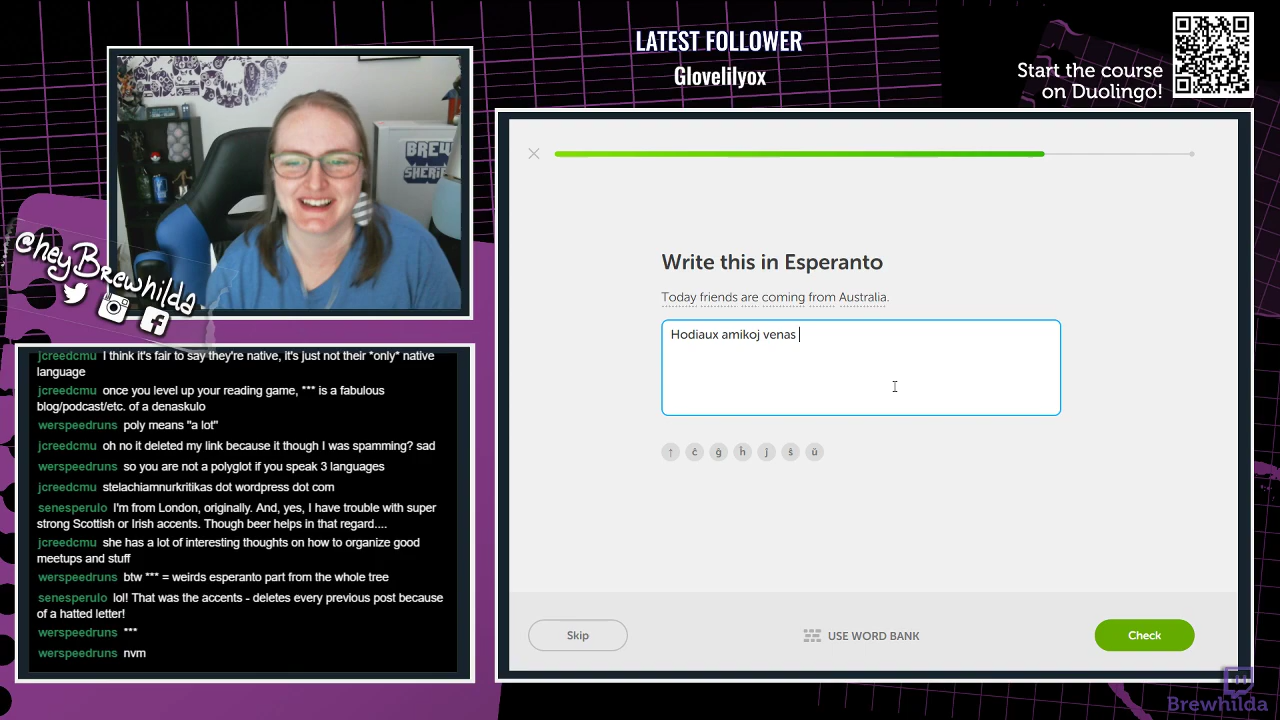 LATEST FOLLOWER
Glovelilyox
Start the course
on Duolingo!
BREW
SHERIF
@heyBrewhilda
Write this in Esperanto
Today friends are coming from Australia.
Hodiaux amikoj venas
↑ ĉ ĝ ĥ ĵ ŝ ŭ
Skip
USE WORD BANK
Check
jcreedcmu I think it's fair to say they're native, it's just not their *only* native
language
jcreedcmu once you level up your reading game, *** is a fabulous
blog/podcast/etc. of a denaskulo
werspeedruns poly means "a lot"
jcreedcmu oh no it deleted my link because it though I was spamming? sad
werspeedruns so you are not a polyglot if you speak 3 languages
jcreedcmu stelachiamnurkritikas dot wordpress dot com
senesperulo I'm from London, originally. And, yes, I have trouble with super
strong Scottish or Irish accents. Though beer helps in that regard....
jcreedcmu she has a lot of interesting thoughts on how to organize good
meetups and stuff
werspeedruns btw *** = weirds esperanto part from the whole tree
senesperulo lol! That was the accents - deletes every previous post because
of a hatted letter!
werspeedruns ***
werspeedruns nvm
Brewhilda